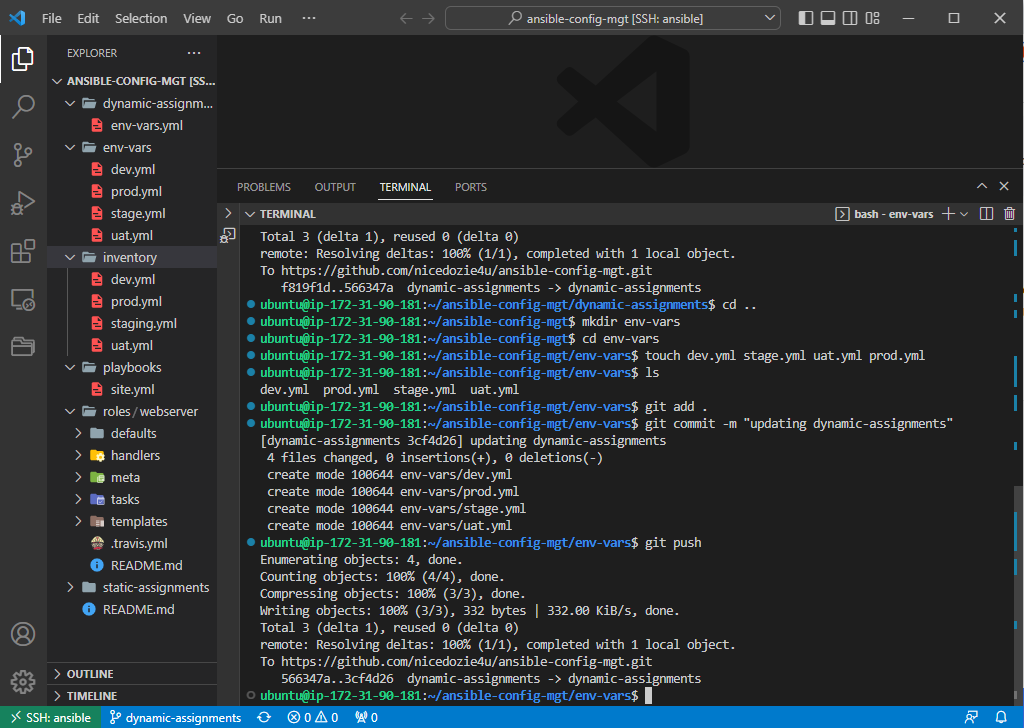 File Edit Selection View Go Run ···
ansible-config-mgt [SSH: ansible]
EXPLORER ···
ANSIBLE-CONFIG-MGT [SS...
dynamic-assignm...
env-vars.yml
env-vars
dev.yml
prod.yml
stage.yml
uat.yml
inventory
dev.yml
prod.yml
staging.yml
uat.yml
playbooks
site.yml
roles/webserver
defaults
handlers
meta
tasks
templates
.travis.yml
README.md
static-assignments
README.md
OUTLINE
TIMELINE
PROBLEMS OUTPUT TERMINAL PORTS
TERMINAL
bash - env-vars
Total 3 (delta 1), reused 0 (delta 0)
remote: Resolving deltas: 100% (1/1), completed with 1 local object.
To https://github.com/nicedozie4u/ansible-config-mgt.git
f819f1d..566347a dynamic-assignments -> dynamic-assignments
ubuntu@ip-172-31-90-181:~/ansible-config-mgt/dynamic-assignments$ cd ..
ubuntu@ip-172-31-90-181:~/ansible-config-mgt$ mkdir env-vars
ubuntu@ip-172-31-90-181:~/ansible-config-mgt$ cd env-vars
ubuntu@ip-172-31-90-181:~/ansible-config-mgt/env-vars$ touch dev.yml stage.yml uat.yml prod.yml
ubuntu@ip-172-31-90-181:~/ansible-config-mgt/env-vars$ ls
dev.yml prod.yml stage.yml uat.yml
ubuntu@ip-172-31-90-181:~/ansible-config-mgt/env-vars$ git add .
ubuntu@ip-172-31-90-181:~/ansible-config-mgt/env-vars$ git commit -m "updating dynamic-assignments"
[dynamic-assignments 3cf4d26] updating dynamic-assignments
4 files changed, 0 insertions(+), 0 deletions(-)
create mode 100644 env-vars/dev.yml
create mode 100644 env-vars/prod.yml
create mode 100644 env-vars/stage.yml
create mode 100644 env-vars/uat.yml
ubuntu@ip-172-31-90-181:~/ansible-config-mgt/env-vars$ git push
Enumerating objects: 4, done.
Counting objects: 100% (4/4), done.
Compressing objects: 100% (3/3), done.
Writing objects: 100% (3/3), 332 bytes | 332.00 KiB/s, done.
Total 3 (delta 1), reused 0 (delta 0)
remote: Resolving deltas: 100% (1/1), completed with 1 local object.
To https://github.com/nicedozie4u/ansible-config-mgt.git
566347a..3cf4d26 dynamic-assignments -> dynamic-assignments
ubuntu@ip-172-31-90-181:~/ansible-config-mgt/env-vars$
SSH: ansible dynamic-assignments 0 0 0